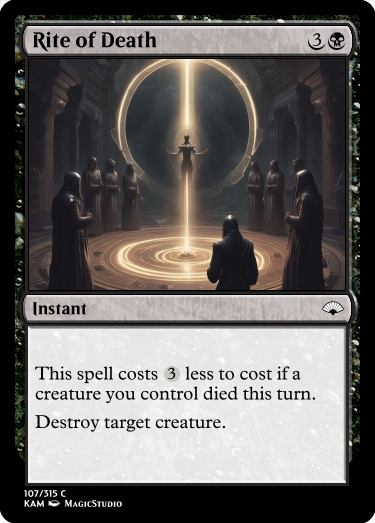 Rite of Death 3
Instant
This spell costs 3 less to cost if a
creature you control died this turn.
Destroy target creature.
107/315 C
KAM MagicStudio